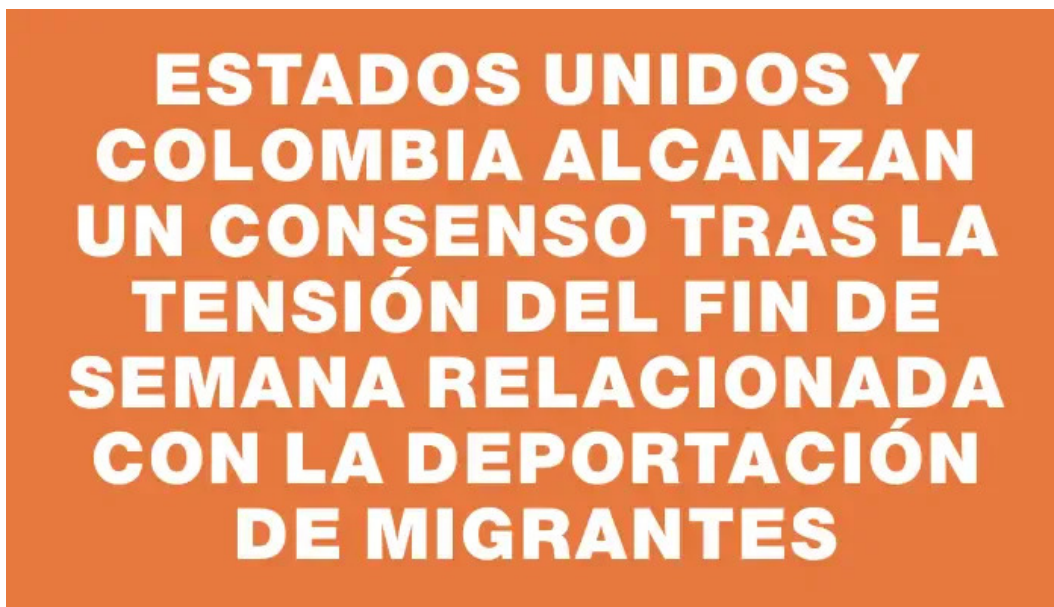 ESTADOS UNIDOS Y
COLOMBIA ALCANZAN
UN CONSENSO TRAS LA
TENSIÓN DEL FIN DE
SEMANA RELACIONADA
CON LA DEPORTACIÓN
DE MIGRANTES